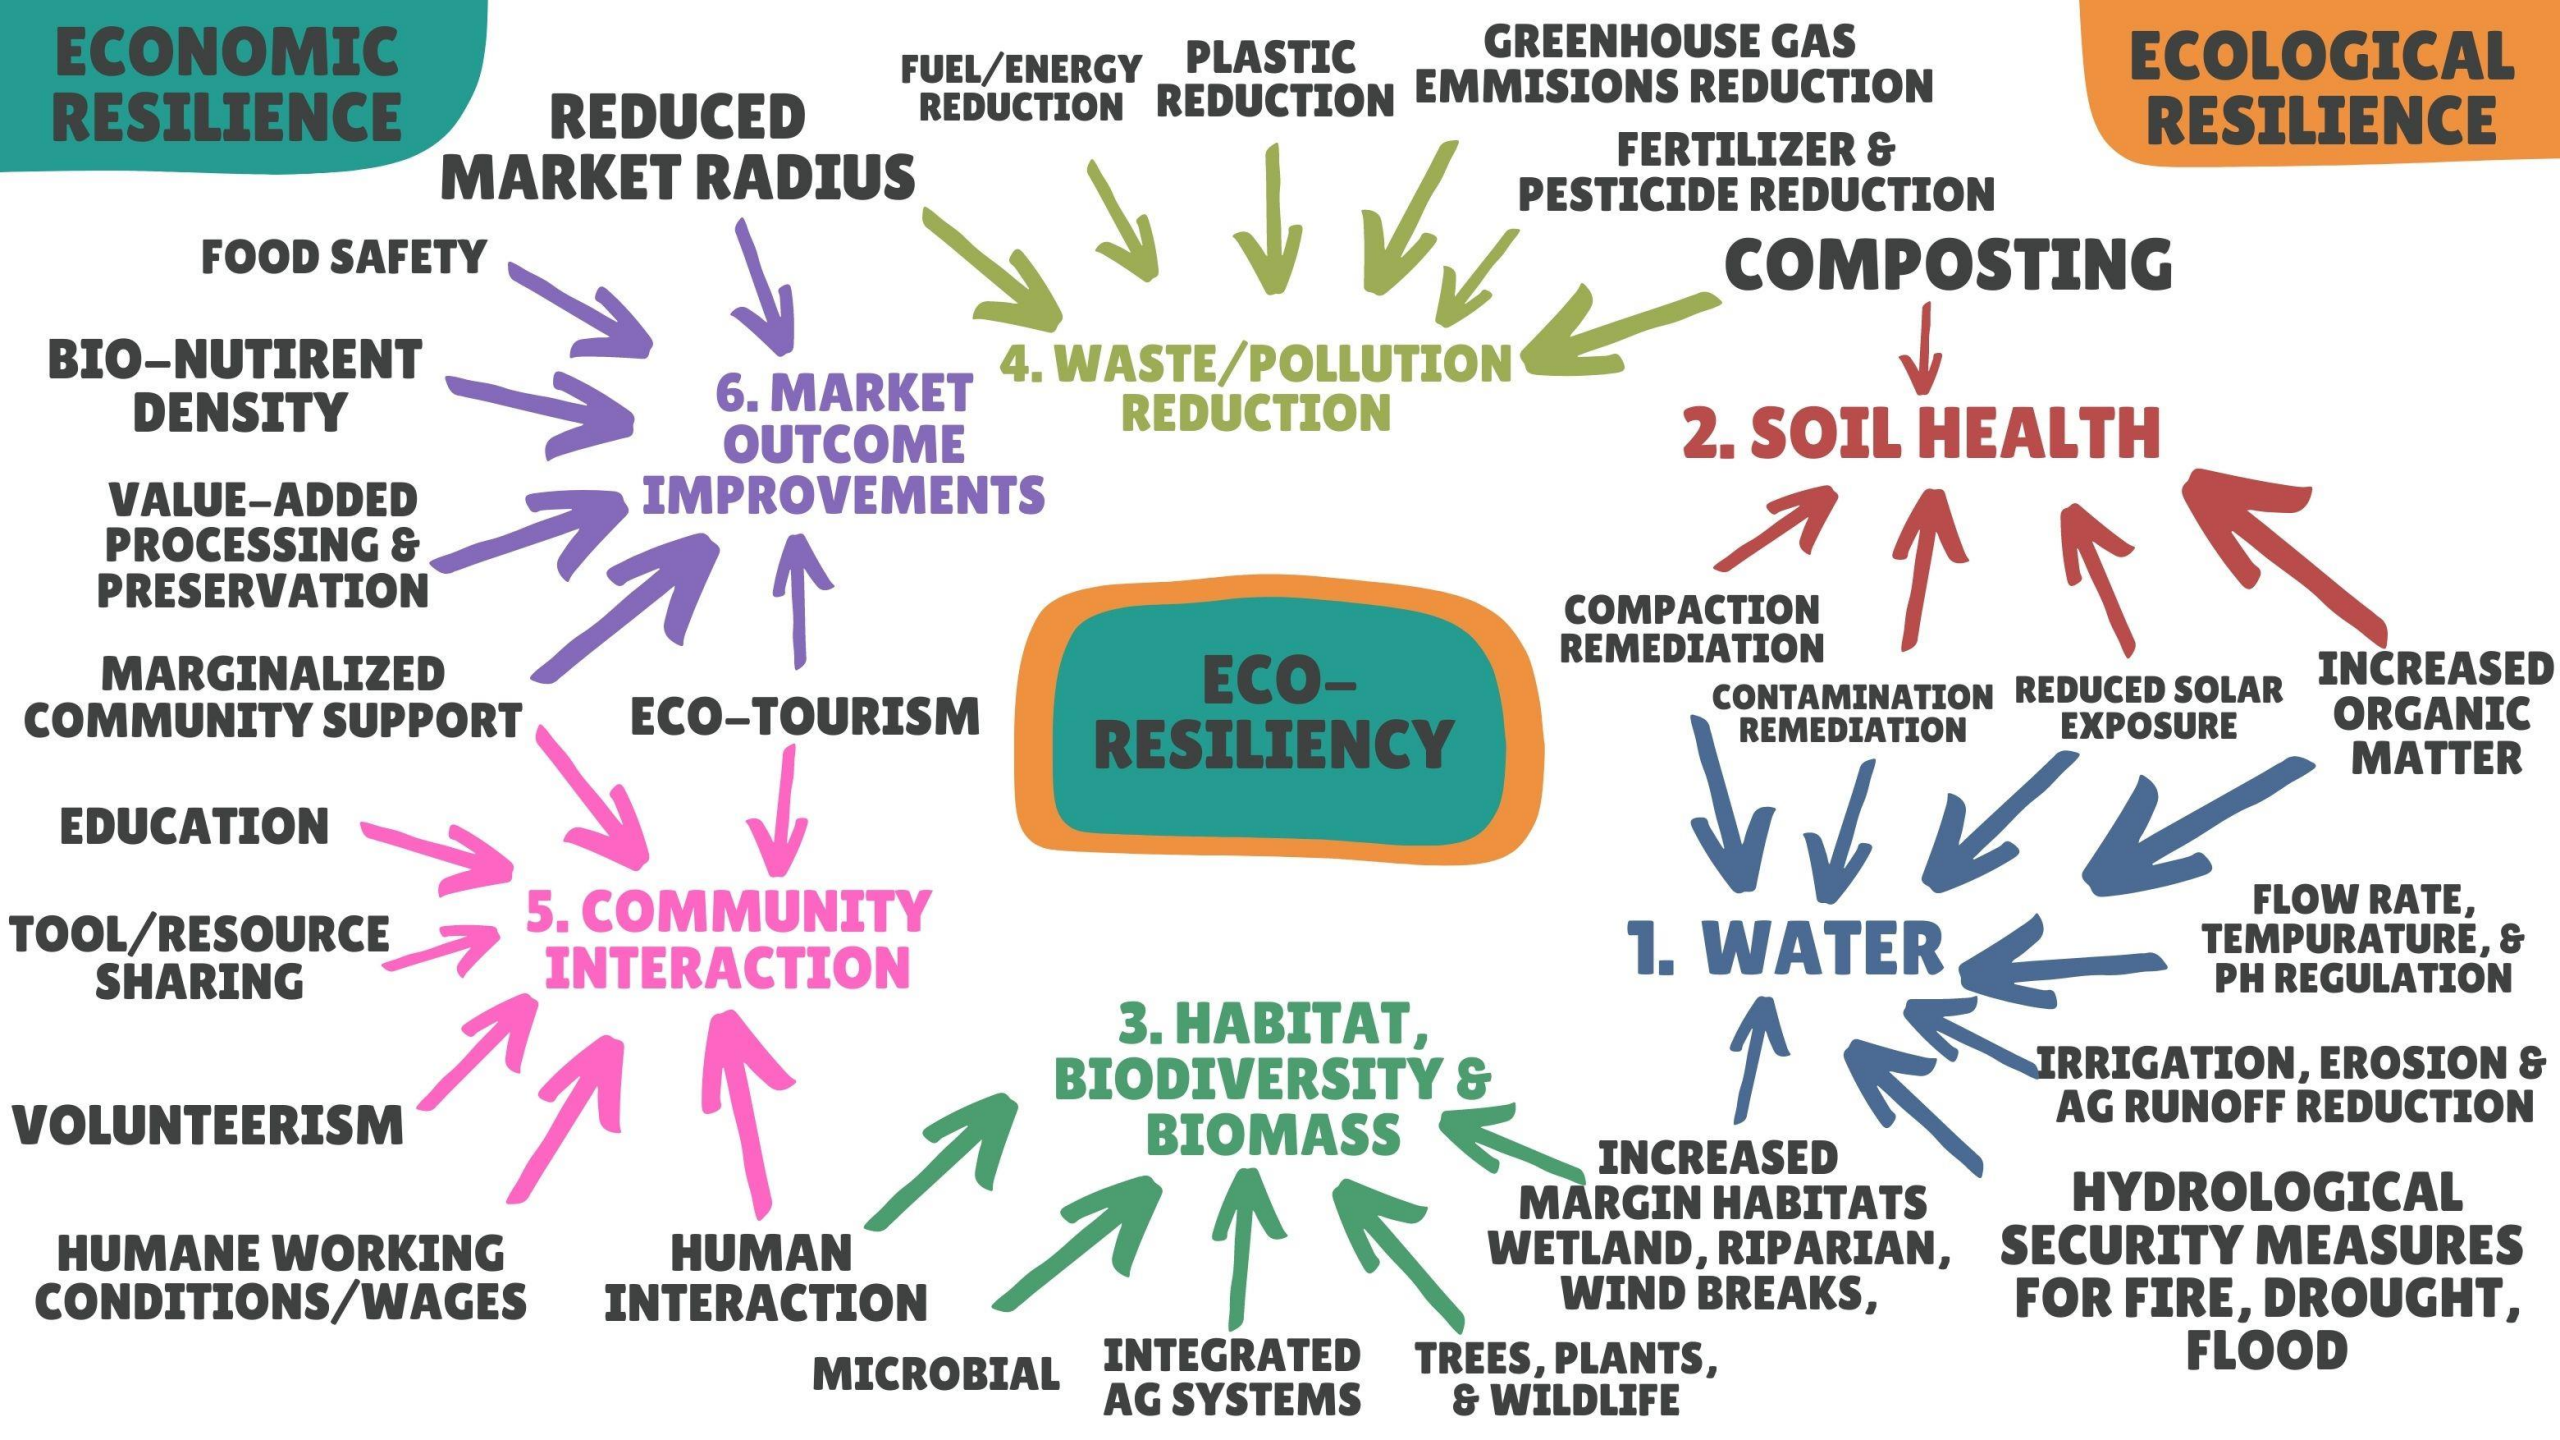 ECONOMIC
RESILIENCE
ECOLOGICAL
RESILIENCE
REDUCED
MARKET RADIUS
FUEL/ENERGY
REDUCTION
PLASTIC
REDUCTION
GREENHOUSE GAS
EMMISIONS REDUCTION
FERTILIZER &
PESTICIDE REDUCTION
COMPOSTING
FOOD SAFETY
BIO-NUTIRENT
DENSITY
VALUE-ADDED
PROCESSING &
PRESERVATION
MARGINALIZED
COMMUNITY SUPPORT
ECO-TOURISM
6. MARKET
OUTCOME
IMPROVEMENTS
4. WASTE/POLLUTION
REDUCTION
2. SOIL HEALTH
COMPACTION
REMEDIATION
CONTAMINATION
REMEDIATION
REDUCED SOLAR
EXPOSURE
INCREASED
ORGANIC
MATTER
ECO-
RESILIENCY
EDUCATION
TOOL/RESOURCE
SHARING
VOLUNTEERISM
HUMANE WORKING
CONDITIONS/WAGES
HUMAN
INTERACTION
5. COMMUNITY
INTERACTION
3. HABITAT,
BIODIVERSITY &
BIOMASS
MICROBIAL
INTEGRATED
AG SYSTEMS
TREES, PLANTS,
& WILDLIFE
INCREASED
MARGIN HABITATS
WETLAND, RIPARIAN,
WIND BREAKS,
1. WATER
FLOW RATE,
TEMPURATURE, &
PH REGULATION
IRRIGATION, EROSION &
AG RUNOFF REDUCTION
HYDROLOGICAL
SECURITY MEASURES
FOR FIRE, DROUGHT,
FLOOD